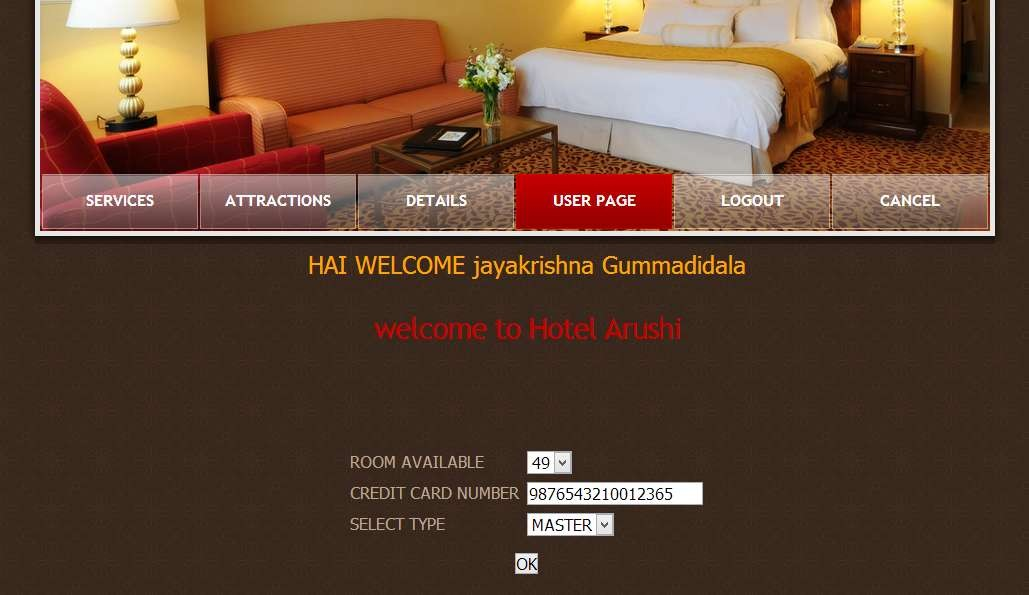 SERVICES ATTRACTIONS DETAILS USER PAGE LOGOUT CANCEL
HAI WELCOME jayakrishna Gummadidala
welcome to Hotel Arushi
ROOM AVAILABLE 49
CREDIT CARD NUMBER 9876543210012365
SELECT TYPE MASTER
OK